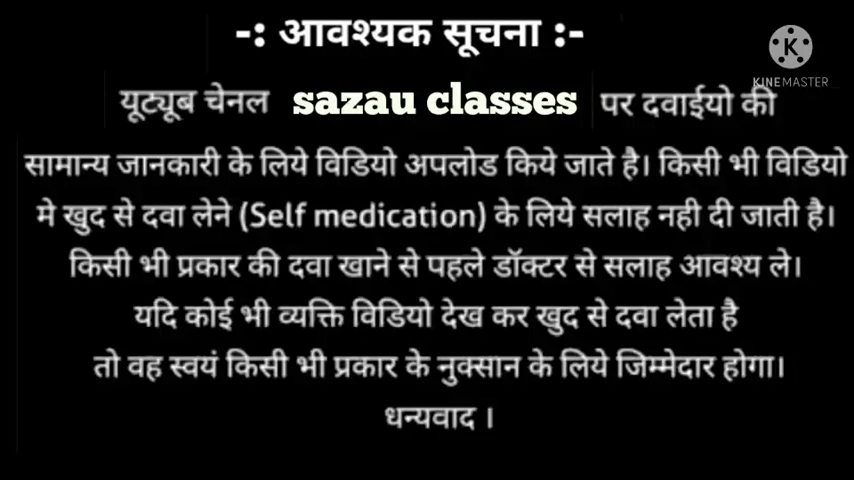 -: आवश्यक सूचना :-
KINEMASTER
यूट्यूब चेनल sazau classes पर दवाईयो की
सामान्य जानकारी के लिये विडियो अपलोड किये जाते है। किसी भी विडियो
मे खुद से दवा लेने (Self medication) के लिये सलाह नही दी जाती है।
किसी भी प्रकार की दवा खाने से पहले डॉक्टर से सलाह आवश्य ले।
यदि कोई भी व्यक्ति विडियो देख कर खुद से दवा लेता है
तो वह स्वयं किसी भी प्रकार के नुक्सान के लिये जिम्मेदार होगा।
धन्यवाद ।